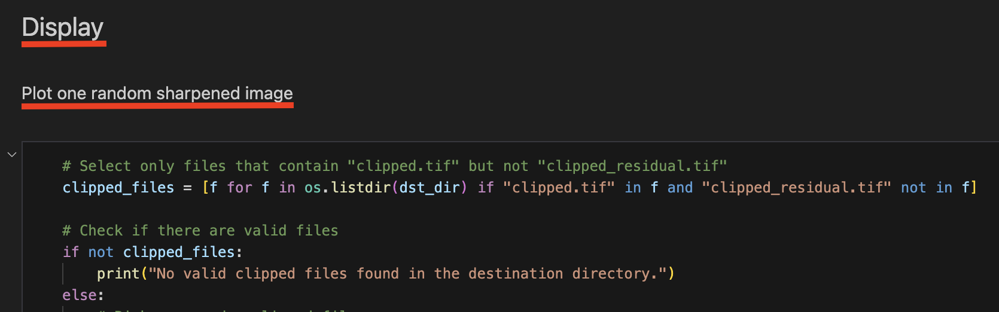 Display
Plot one random sharpened image
# Select only files that contain "clipped.tif" but not "clipped_residual.tif"
clipped_files = [f for f in os.listdir(dst_dir) if "clipped.tif" in f and "clipped_residual.tif" not in f]
# Check if there are valid files
if not clipped_files:
    print("No valid clipped files found in the destination directory.")
else: